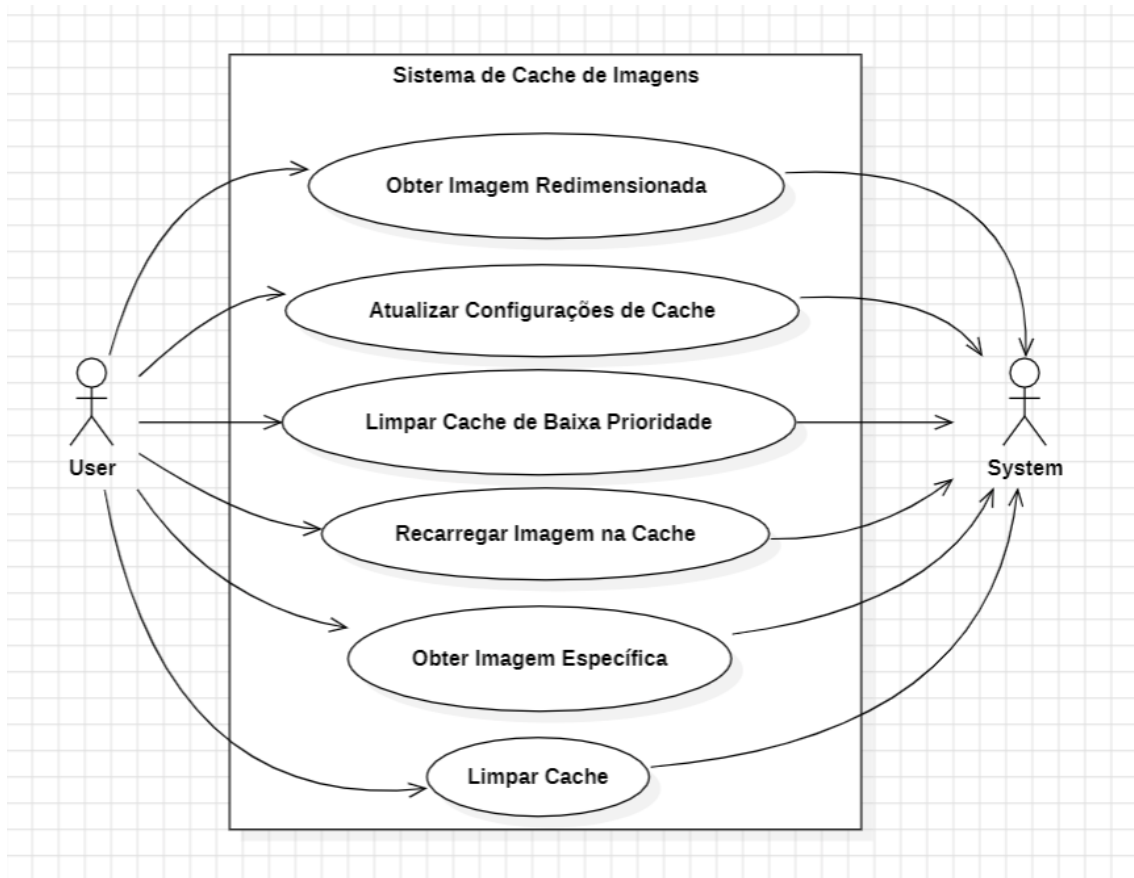 Sistema de Cache de Imagens
Obter Imagem Redimensionada
Atualizar Configurações de Cache
Limpar Cache de Baixa Prioridade
User
System
Recarregar Imagem na Cache
Obter Imagem Específica
Limpar Cache